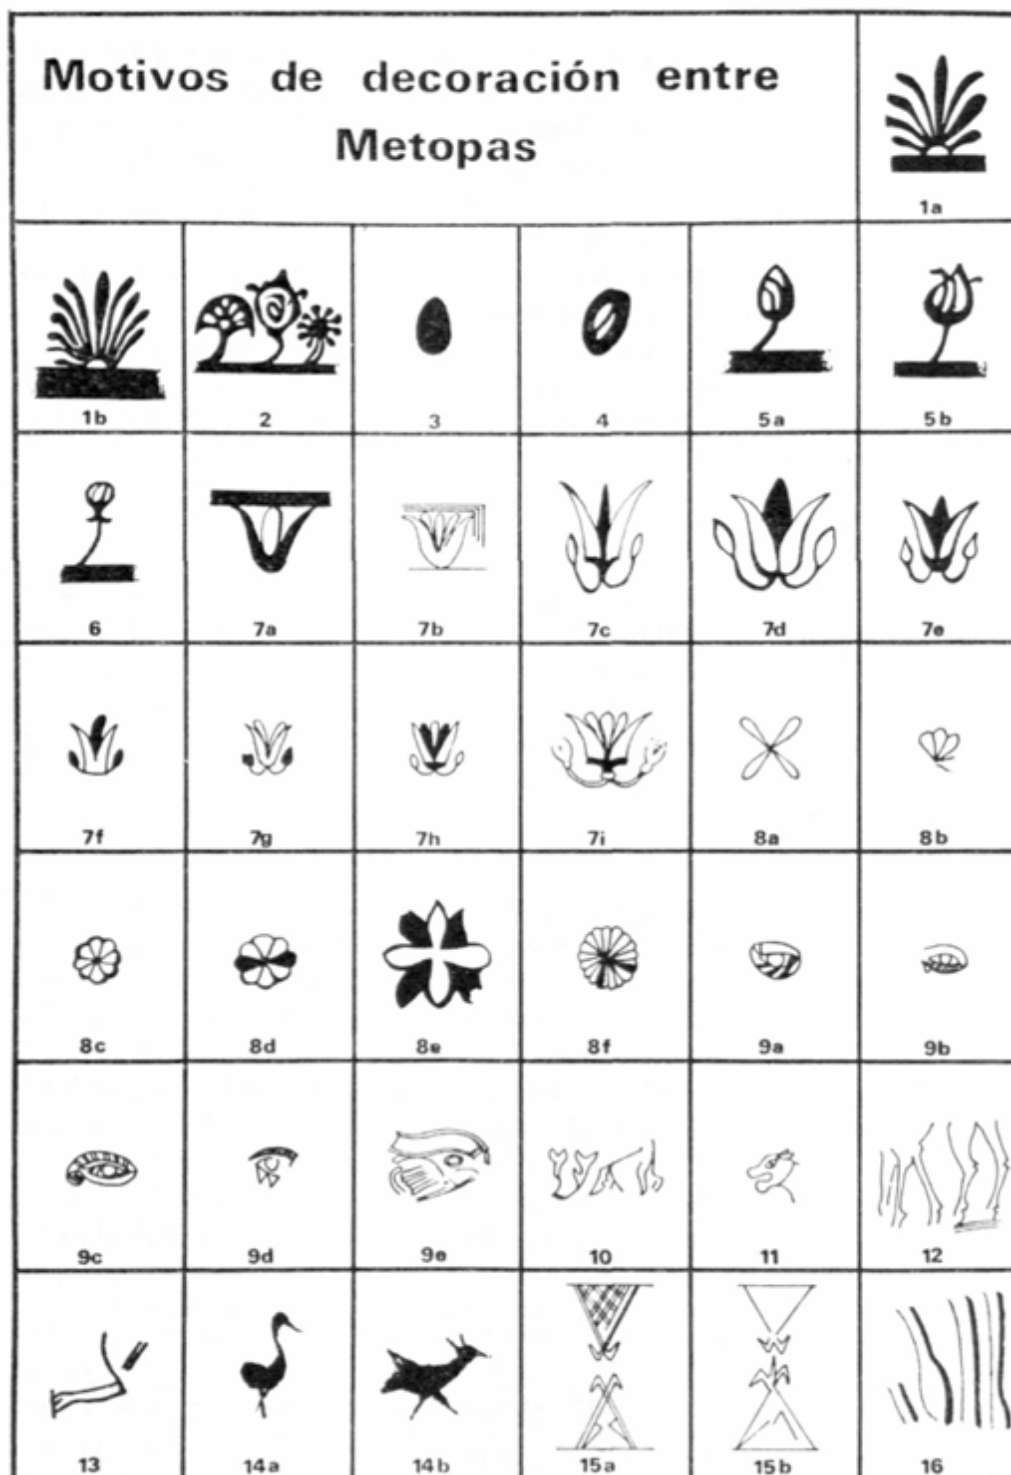 Motivos de decoración entre
Metopas
1a
1b 2 3 4 5a 5b
6 7a 7b 7c 7d 7e
7f 7g 7h 7i 8a 8b
8c 8d 8e 8f 9a 9b
9c 9d 9e 10 11 12
13 14a 14b 15a 15b 16